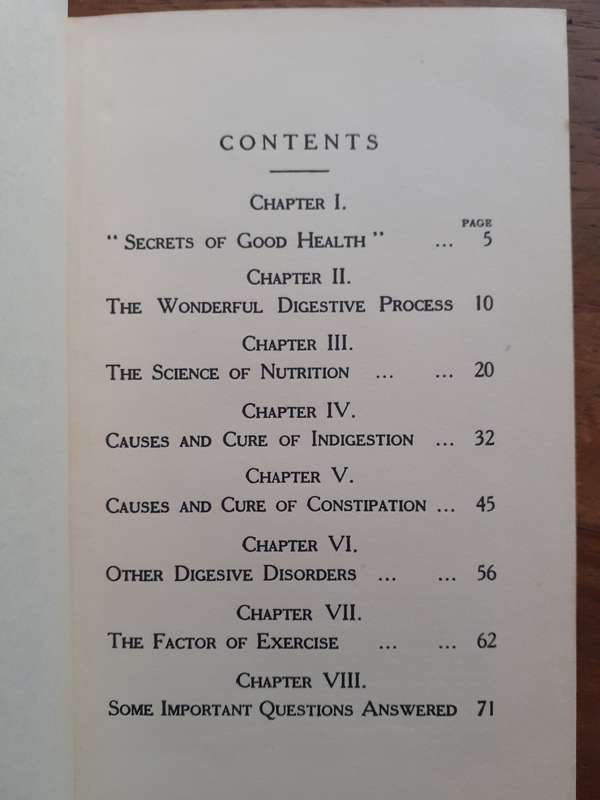 CONTENTS
CHAPTER I.
PAGE
"SECRETS OF GOOD HEALTH" ... 5
CHAPTER II.
THE WONDERFUL DIGESTIVE PROCESS 10
CHAPTER III.
THE SCIENCE OF NUTRITION ... ... 20
CHAPTER IV.
CAUSES AND CURE OF INDIGESTION ... 32
CHAPTER V.
CAUSES AND CURE OF CONSTIPATION ... 45
CHAPTER VI.
OTHER DIGESIVE DISORDERS ... ... 56
CHAPTER VII.
THE FACTOR OF EXERCISE ... ... 62
CHAPTER VIII.
SOME IMPORTANT QUESTIONS ANSWERED 71